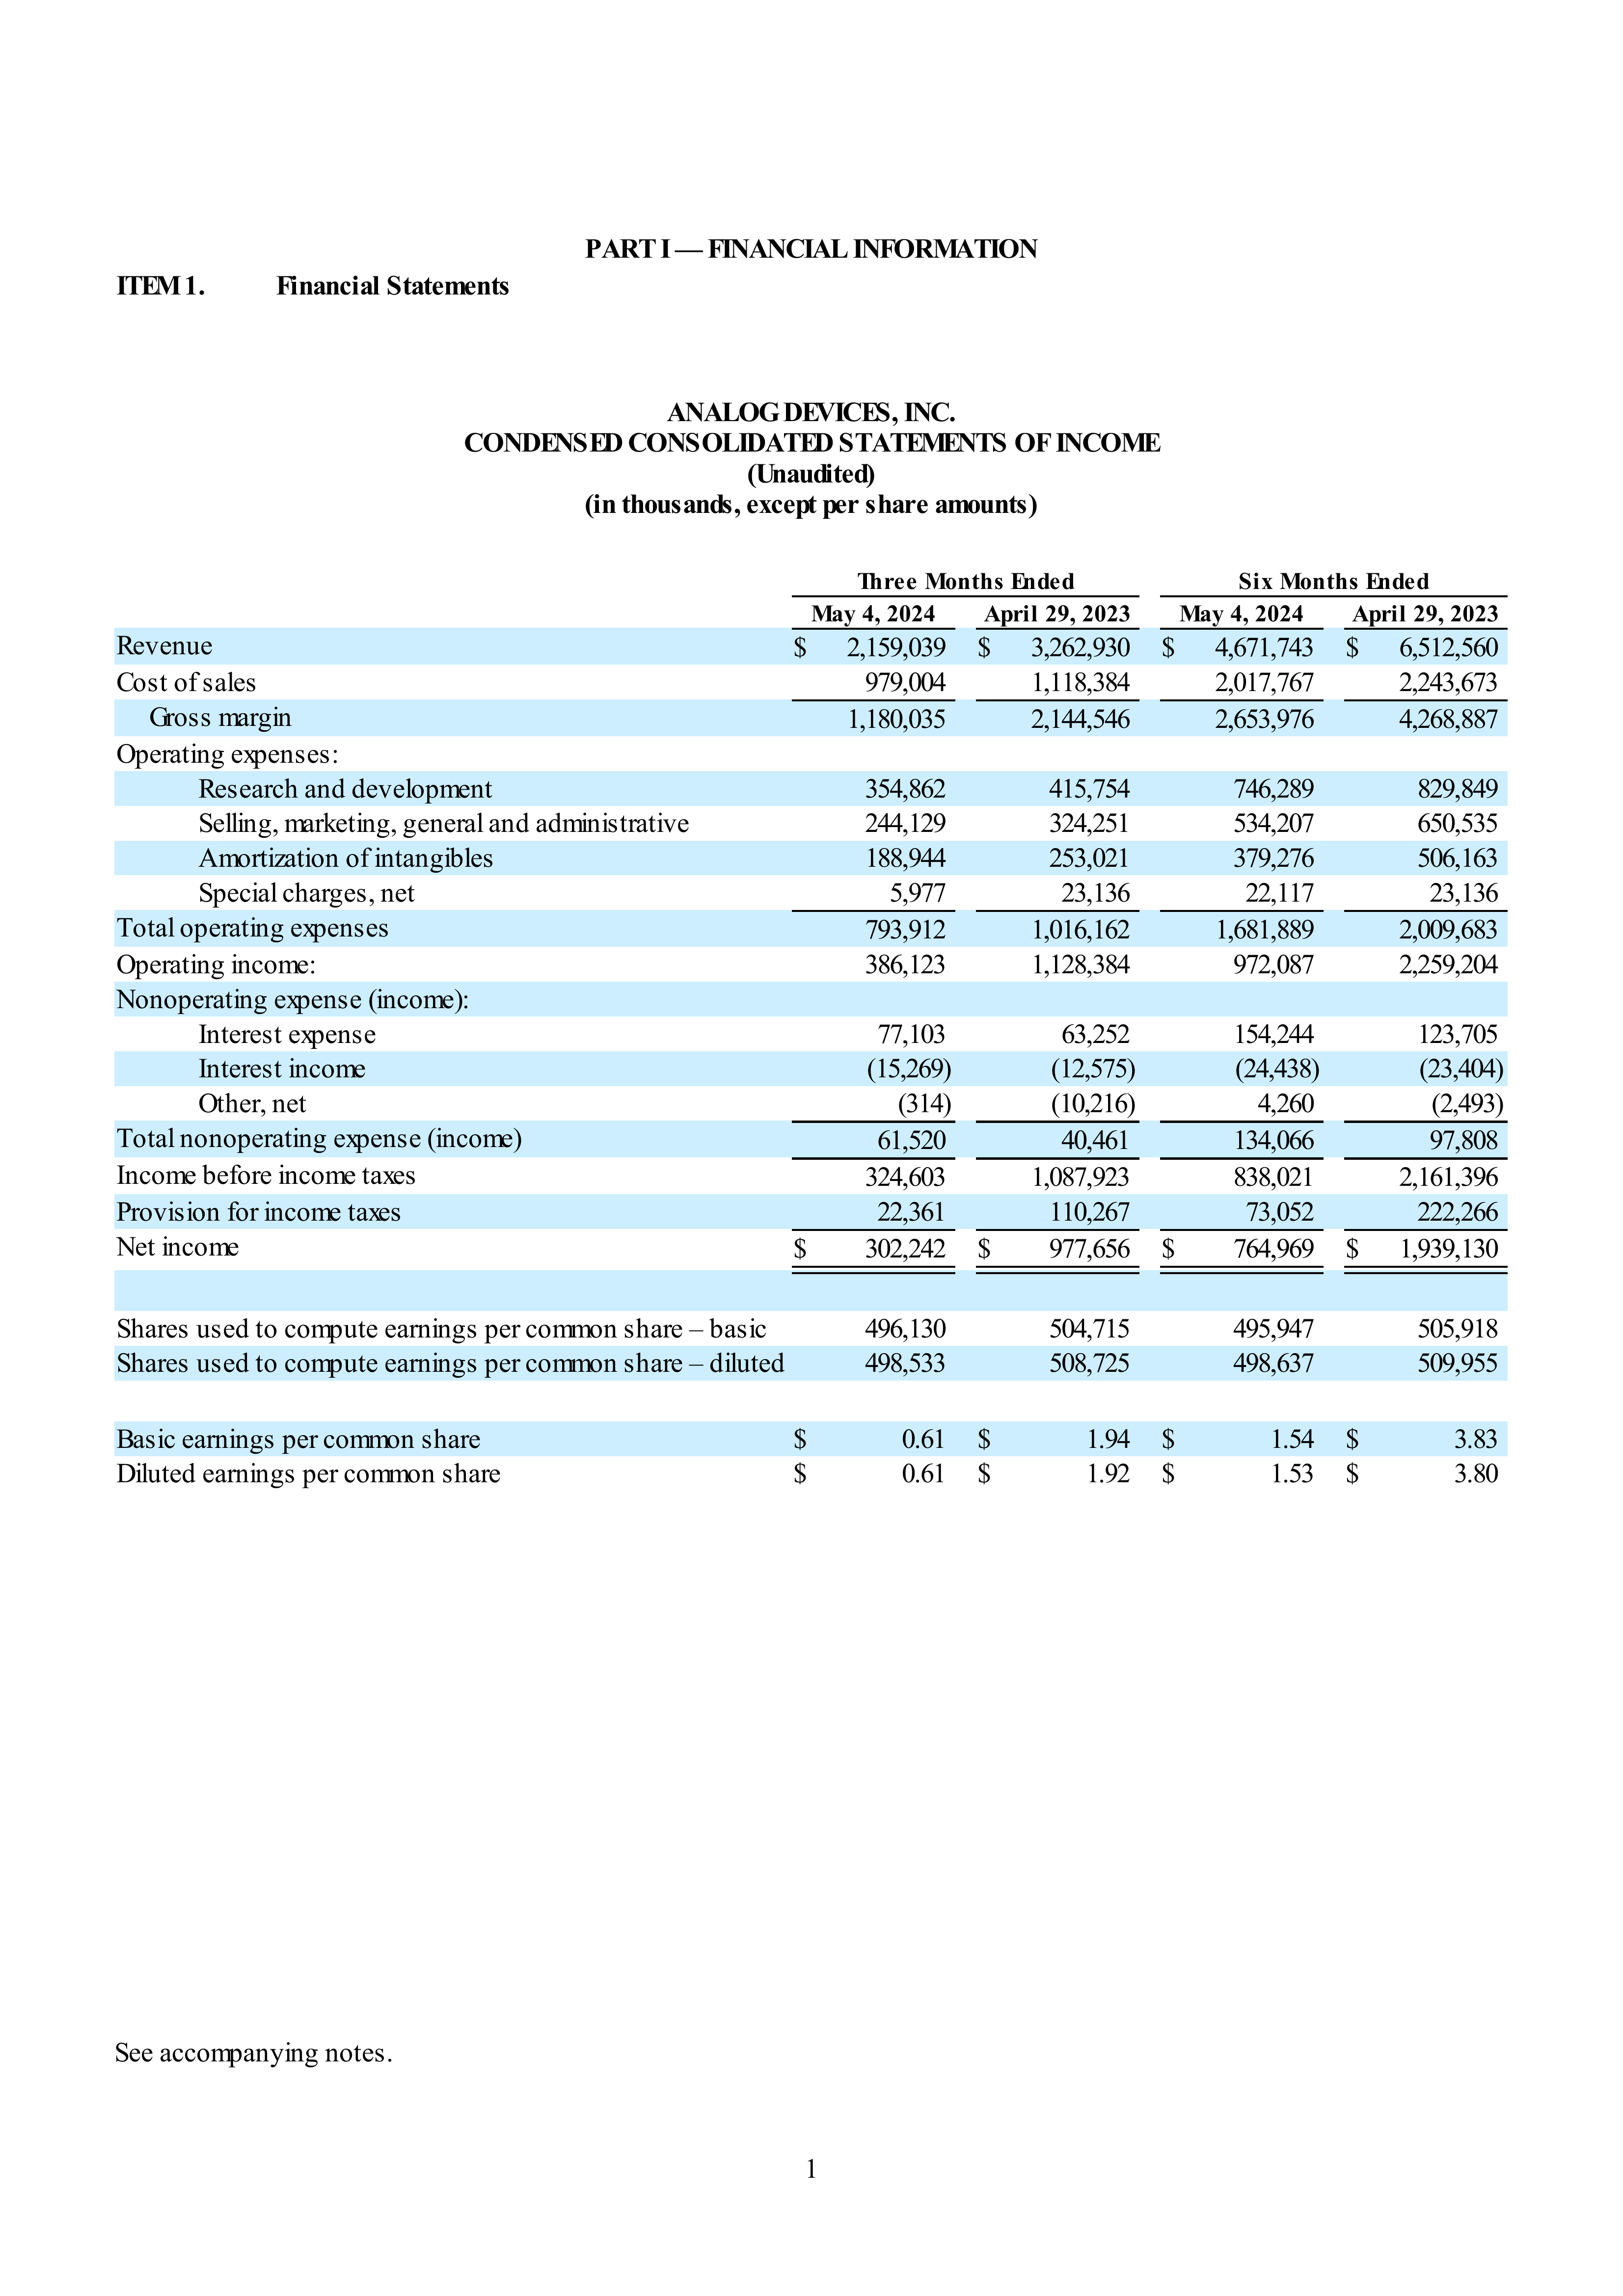 PART I — FINANCIAL INFORMATION
ITEM 1. Financial Statements
ANALOG DEVICES, INC.
CONDENSED CONSOLIDATED STATEMENTS OF INCOME
(Unaudited)
(in thousands, except per share amounts)
Three Months Ended Six Months Ended
May 4, 2024 April 29, 2023 May 4, 2024 April 29, 2023
Revenue $ 2,159,039 $ 3,262,930 $ 4,671,743 $ 6,512,560
Cost of sales 979,004 1,118,384 2,017,767 2,243,673
Gross margin 1,180,035 2,144,546 2,653,976 4,268,887
Operating expenses:
Research and development 354,862 415,754 746,289 829,849
Selling, marketing, general and administrative 244,129 324,251 534,207 650,535
Amortization of intangibles 188,944 253,021 379,276 506,163
Special charges, net 5,977 23,136 22,117 23,136
Total operating expenses 793,912 1,016,162 1,681,889 2,009,683
Operating income: 386,123 1,128,384 972,087 2,259,204
Nonoperating expense (income):
Interest expense 77,103 63,252 154,244 123,705
Interest income (15,269) (12,575) (24,438) (23,404)
Other, net (314) (10,216) 4,260 (2,493)
Total nonoperating expense (income) 61,520 40,461 134,066 97,808
Income before income taxes 324,603 1,087,923 838,021 2,161,396
Provision for income taxes 22,361 110,267 73,052 222,266
Net income $ 302,242 $ 977,656 $ 764,969 $ 1,939,130
Shares used to compute earnings per common share – basic 496,130 504,715 495,947 505,918
Shares used to compute earnings per common share – diluted 498,533 508,725 498,637 509,955
Basic earnings per common share $ 0.61 $ 1.94 $ 1.54 $ 3.83
Diluted earnings per common share $ 0.61 $ 1.92 $ 1.53 $ 3.80
See accompanying notes.
1